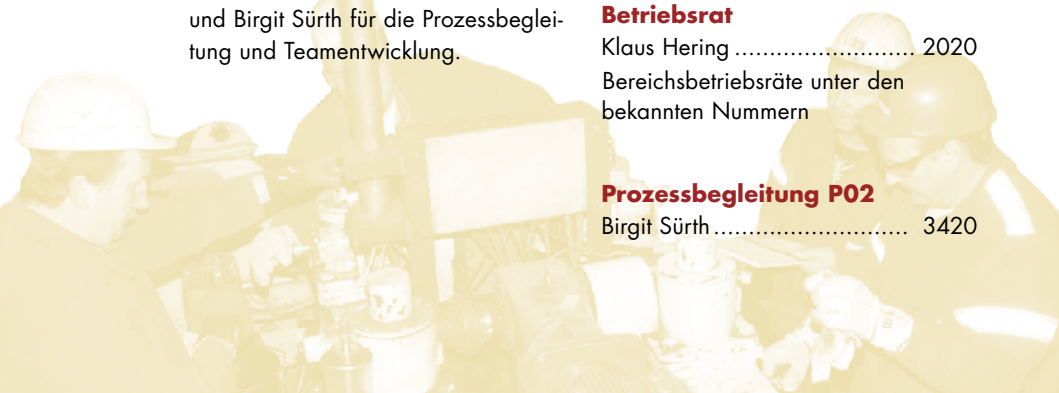 und Birgit Sürth für die Prozessbeglei-
tung und Teamentwicklung.
Betriebsrat
Klaus Hering .......................... 2020
Bereichsbetriebsräte unter den
bekannten Nummern
Prozessbegleitung P02
Birgit Sürth ............................ 3420